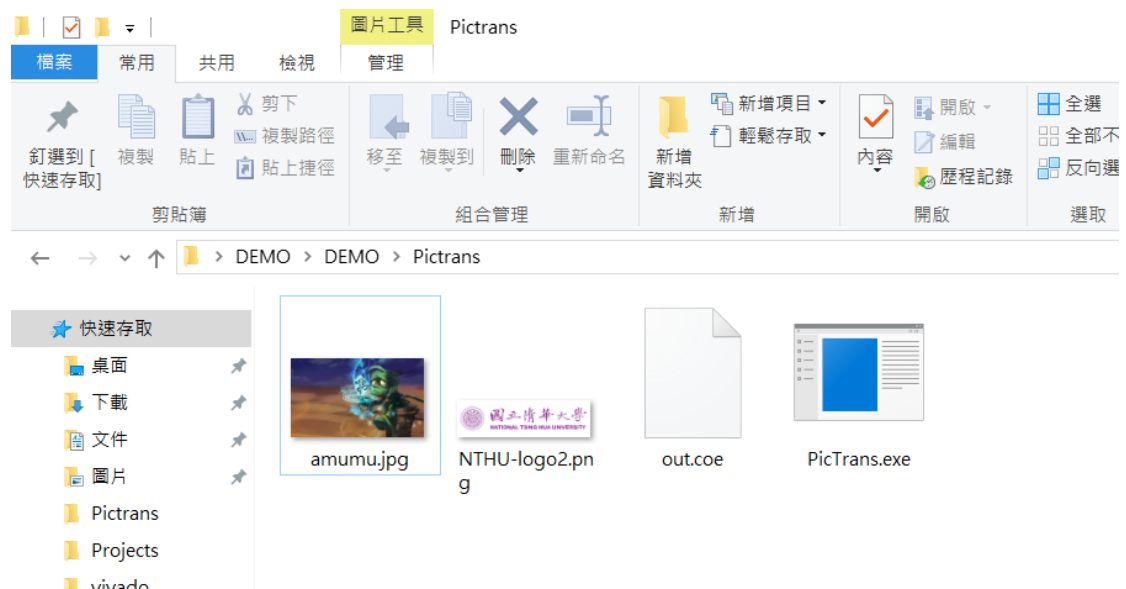 圖片工具 Pictrans
檔案 常用 共用 檢視 管理
釘選到 [
快速存取]
複製
貼上
剪下
複製路徑
貼上捷徑
剪貼簿
移至
複製到
刪除
重新命名
組合管理
新增
資料夾
新增項目
輕鬆存取
新增
內容
開啟
編輯
歷程記錄
開啟
全選
全部不
反向選
選取
DEMO > DEMO > Pictrans
快速存取
桌面
下載
文件
圖片
Pictrans
Projects
vivado
國立清華大學
NATIONAL TSING HUA UNIVERSITY
amumu.jpg
NTHU-logo2.pn
g
out.coe
PicTrans.exe